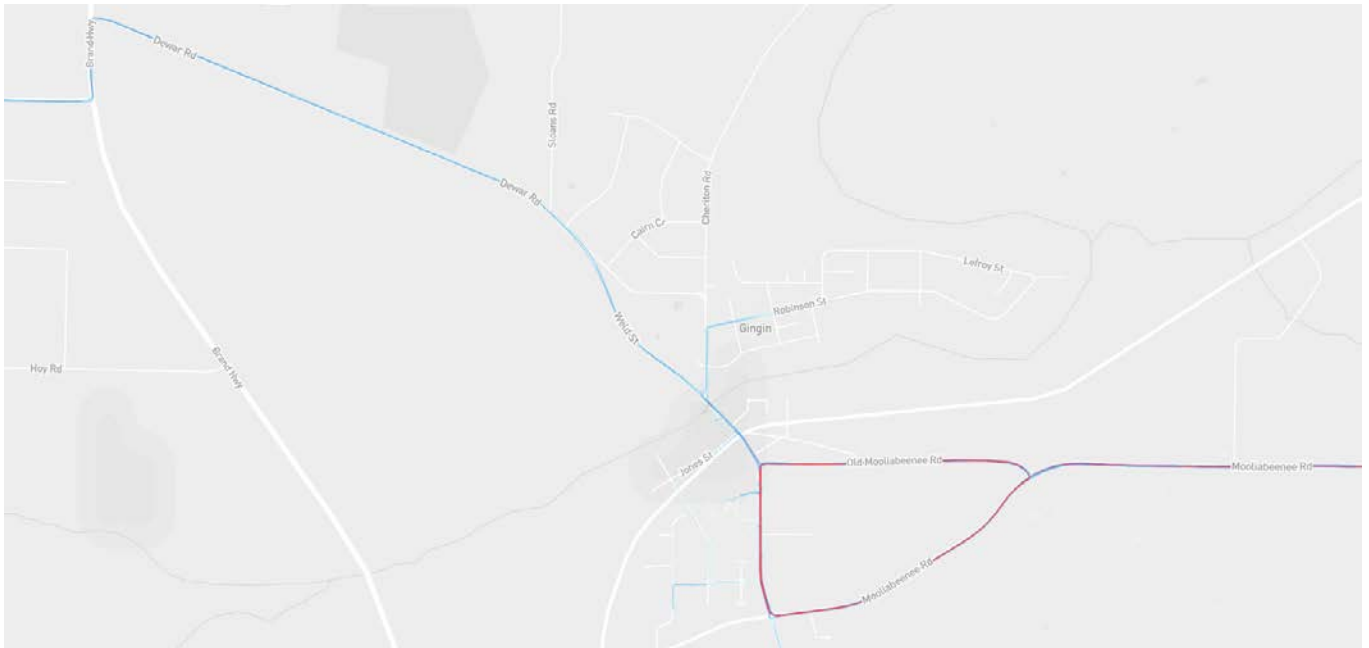 Brand Hwy
Dewar Rd
Sloans Rd
Dewar Rd
Cheriton Rd
Cairn Cr
Lefroy St
Robinson St
Weld St
Gingin
Brand Hwy
Hoy Rd
Jones St
Old Mooliabeenee Rd
Mooliabeenee Rd
Mooliabeenee Rd